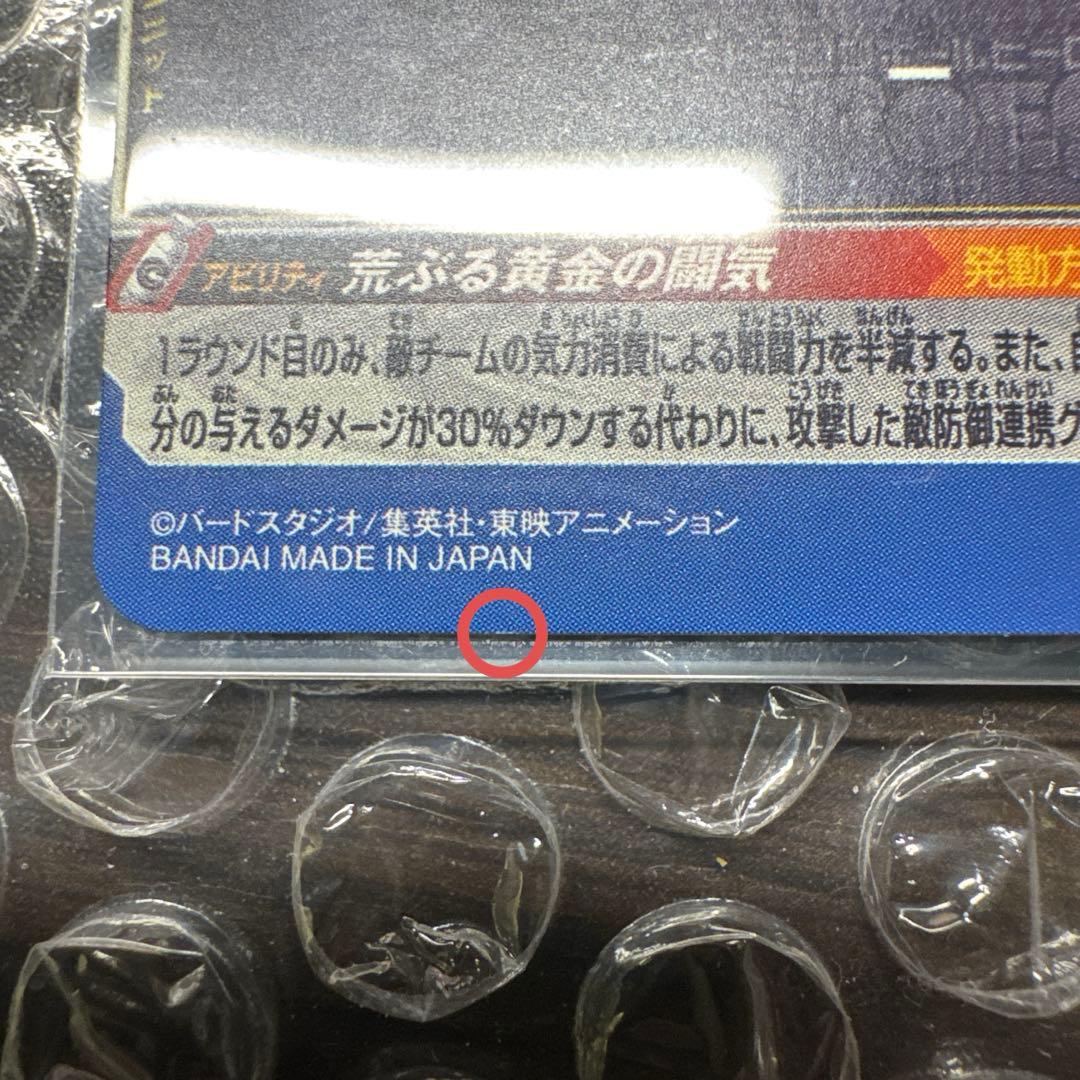 アビリティ 荒ぶる黄金の闘気 発動方
1ラウンド目のみ、敵チームの気力消費による戦闘力を半減する。また、自
分の与えるダメージが30%ダウンする代わりに、攻撃した敵防御連携グ
©バードスタジオ/集英社・東映アニメーション
BANDAI MADE IN JAPAN